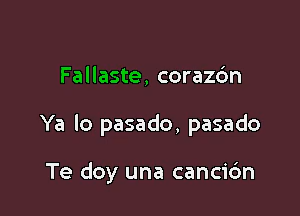 Fallaste, corazón
Ya lo pasado, pasado
Te doy una canción